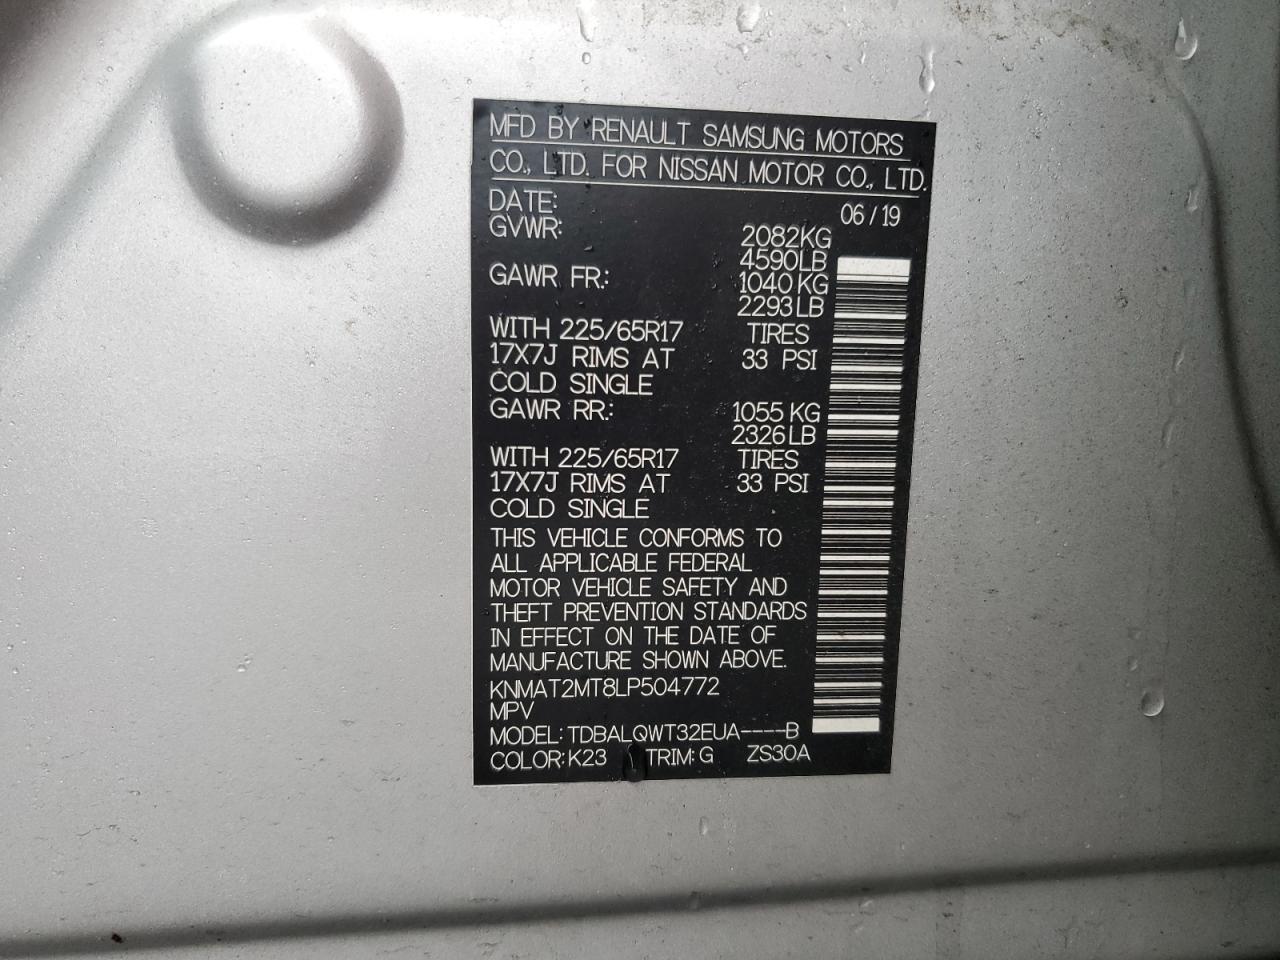 MFD BY RENAULT SAMSUNG MOTORS
CO., LTD. FOR NISSAN MOTOR CO., LTD.
DATE: 06/19
GVWR: 2082KG
4590LB
GAWR FR.: 1040KG
2293LB
WITH 225/65R17 TIRES
17X7J RIMS AT 33 PSI
COLD SINGLE
GAWR RR.: 1055KG
2326LB
WITH 225/65R17 TIRES
17X7J RIMS AT 33 PSI
COLD SINGLE
THIS VEHICLE CONFORMS TO
ALL APPLICABLE FEDERAL
MOTOR VEHICLE SAFETY AND
THEFT PREVENTION STANDARDS
IN EFFECT ON THE DATE OF
MANUFACTURE SHOWN ABOVE.
KNMAT2MT8LP504772
MPV
MODEL: TDBALQWT32EUA----B
COLOR: K23 TRIM: G ZS30A